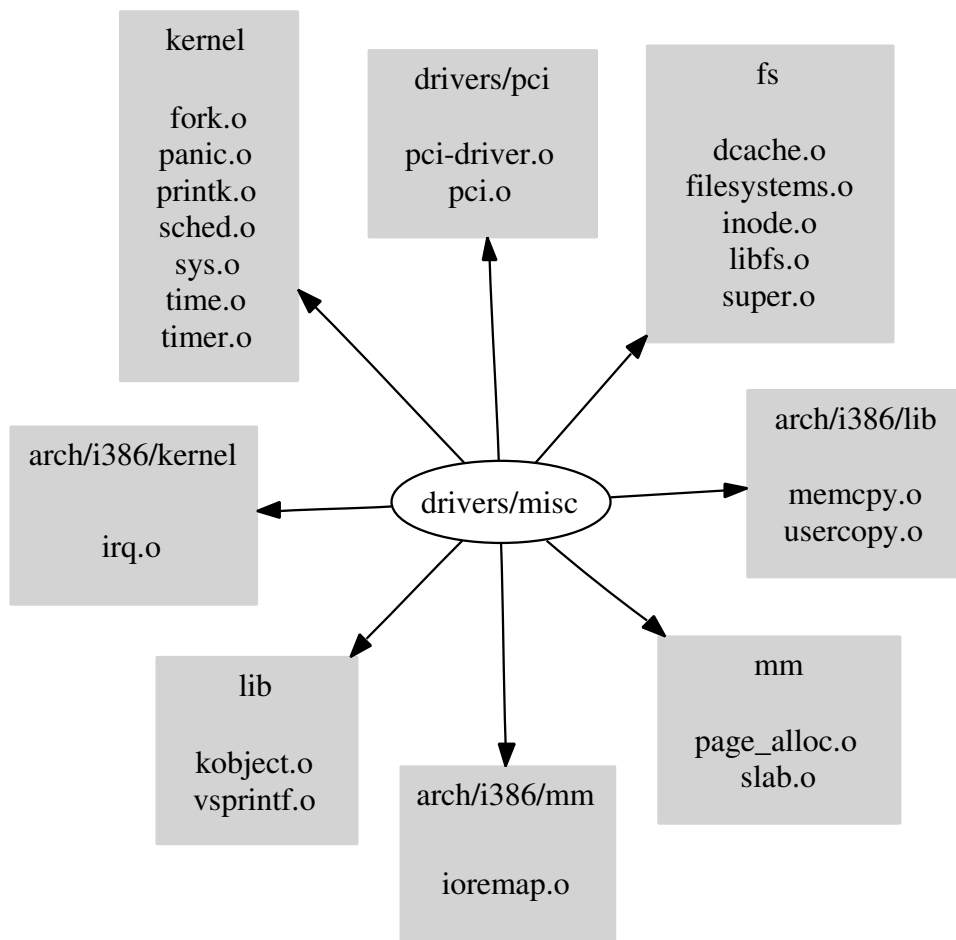 kernel
fork.o
panic.o
printk.o
sched.o
sys.o
time.o
timer.o
drivers/pci
pci-driver.o
pci.o
fs
dcache.o
filesystems.o
inode.o
libfs.o
super.o
arch/i386/kernel
irq.o
drivers/misc
arch/i386/lib
memcpy.o
usercopy.o
lib
kobject.o
vsprintf.o
arch/i386/mm
ioremap.o
mm
page_alloc.o
slab.o